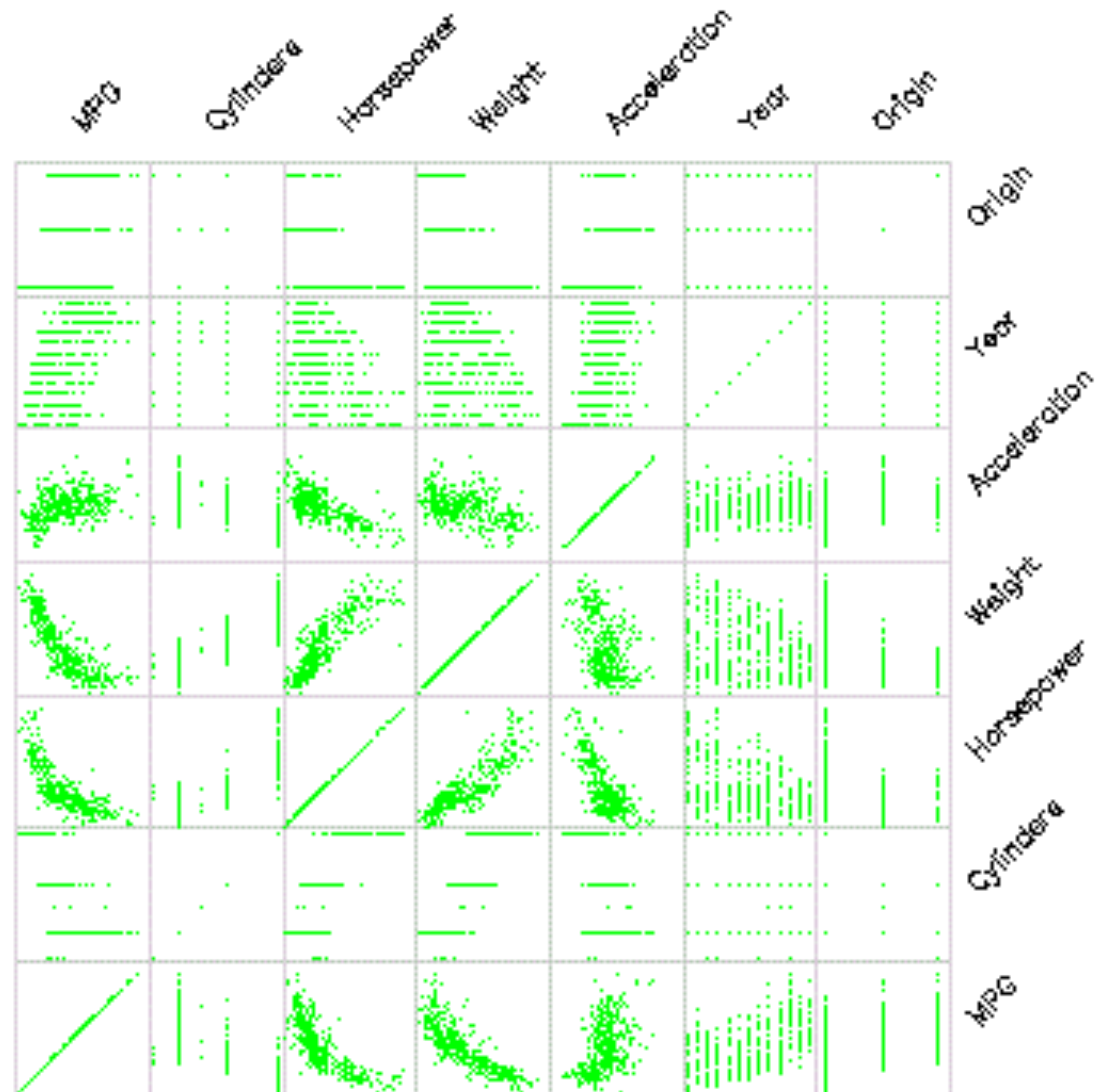 MPG
Cylinders
Horsepower
Weight
Acceleration
Year
Origin
Origin
Year
Acceleration
Weight
Horsepower
Cylinders
MPG